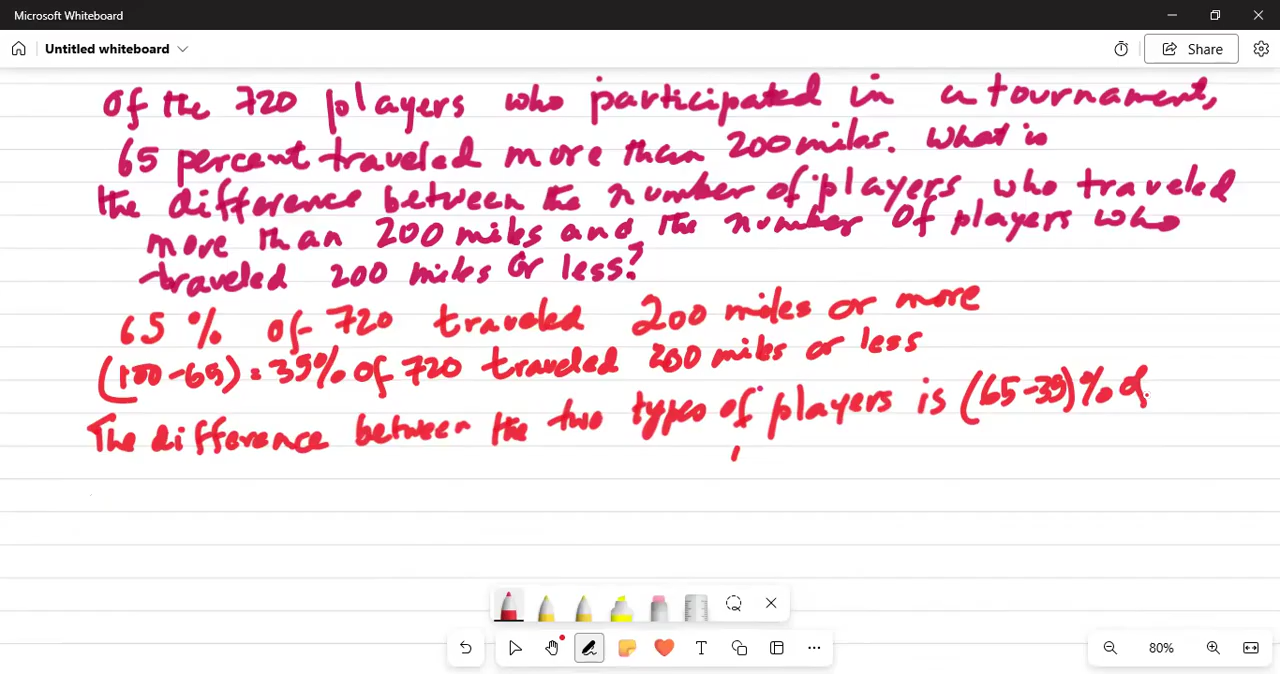 Microsoft Whiteboard
Untitled whiteboard
Share
Of the 720 players who participated in a tournament,
65 percent traveled more than 200 miles. What is
the difference between the number of players who traveled
more than 200 miles and the number of players who
traveled 200 miles or less?
65 % of 720 traveled 200 miles or more
(100-65) = 35% of 720 traveled 200 miles or less
The difference between the two types of players is (65-35)% of
80%